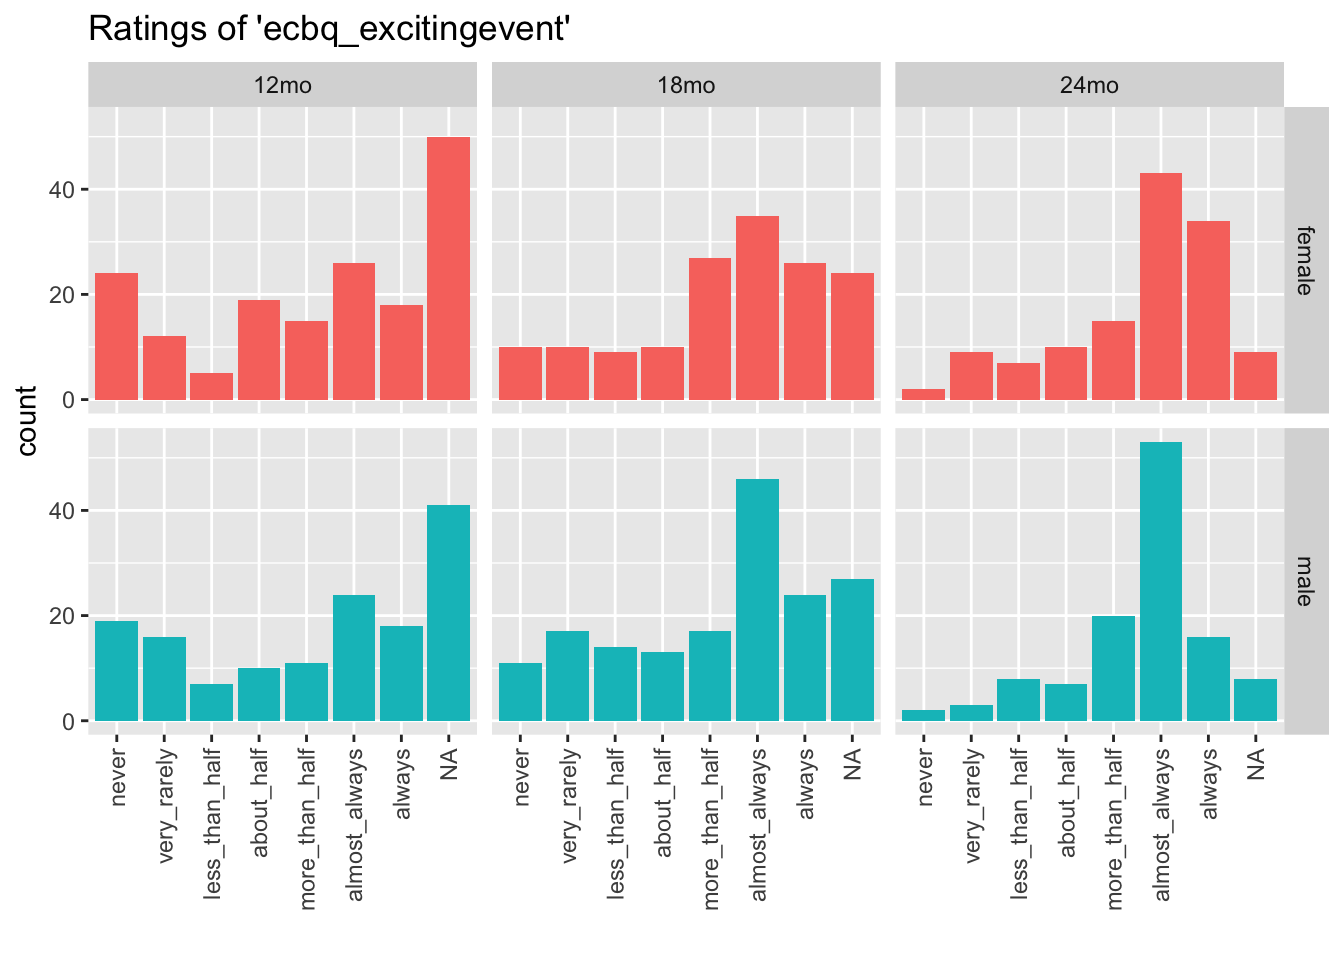 Ratings of 'ecbq_excitingevent'
12mo 18mo 24mo
count
40
20
0
female
40
20
0
male
never very_rarely less_than_half about_half more_than_half almost_always always NA
never very_rarely less_than_half about_half more_than_half almost_always always NA
never very_rarely less_than_half about_half more_than_half almost_always always NA